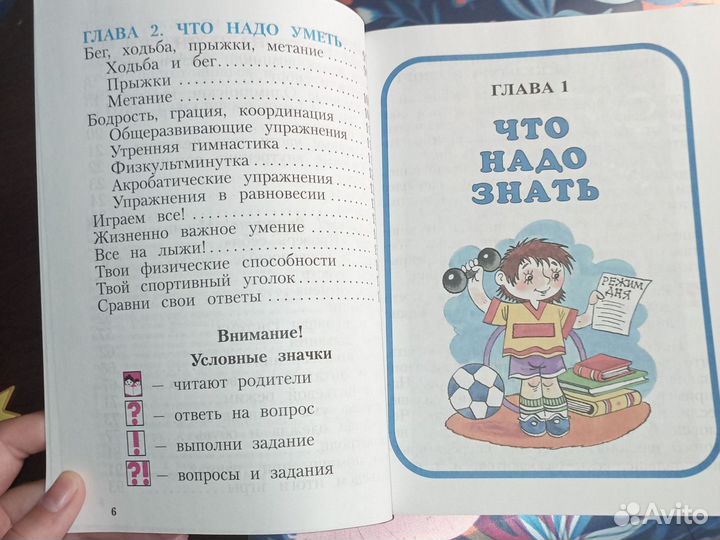 ГЛАВА 2. ЧТО НАДО УМЕТЬ...
Бег, ходьба, прыжки, метание
Ходьба и бег
Прыжки
Метание
Бодрость, грация, координация
Общеразвивающие упражнения
Утренняя гимнастика
Физкультминутка
Акробатические упражнения
Упражнения в равновесии
Играем все!
Жизненно важное умение
Все на лыжи!
Твои физические способности
Твой спортивный уголок
Сравни свои ответы
Внимание!
Условные значки
— читают родители
? — ответь на вопрос
! — выполни задание
?! — вопросы и задания
6
ГЛАВА 1
ЧТО
НАДО
ЗНАТЬ
РЕЖИМ
ДНЯ
Avito